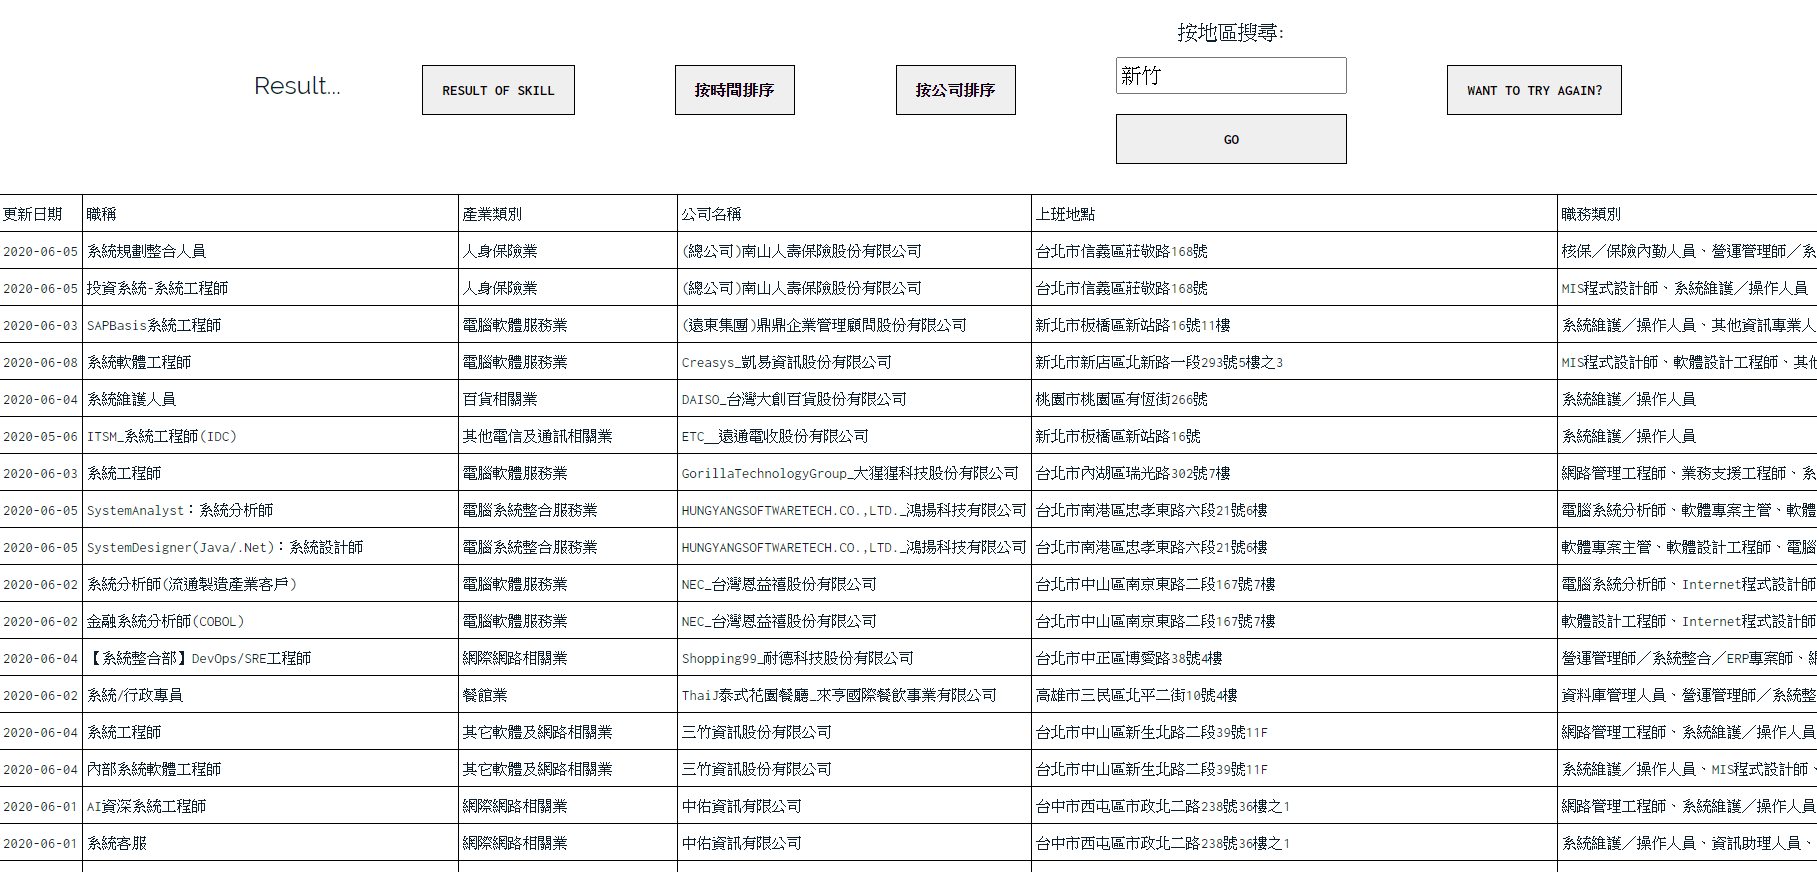 按地區搜尋:
Result...
RESULT OF SKILL
按時間排序
按公司排序
新竹
WANT TO TRY AGAIN?
GO
更新日期 職稱 產業類別 公司名稱 上班地點 職務類別
2020-06-05 系統規劃整合人員 人身保險業 (總公司)南山人壽保險股份有限公司 台北市信義區莊敬路168號 核保／保險內勤人員、營運管理師／系
2020-06-05 投資系統-系統工程師 人身保險業 (總公司)南山人壽保險股份有限公司 台北市信義區莊敬路168號 MIS程式設計師、系統維護／操作人員
2020-06-03 SAPBasis系統工程師 電腦軟體服務業 (遠東集團)鼎鼎企業管理顧問股份有限公司 新北市板橋區新站路16號11樓 系統維護／操作人員、其他資訊專業人
2020-06-08 系統軟體工程師 電腦軟體服務業 Creasys_凱易資訊股份有限公司 新北市新店區北新路一段293號5樓之3 MIS程式設計師、軟體設計工程師、其他
2020-06-04 系統維護人員 百貨相關業 DAISO_台灣大創百貨股份有限公司 桃園市桃園區有恆街266號 系統維護／操作人員
2020-05-06 ITSM_系統工程師(IDC) 其他電信及通訊相關業 ETC__遠通電收股份有限公司 新北市板橋區新站路16號 系統維護／操作人員
2020-06-03 系統工程師 電腦軟體服務業 GorillaTechnologyGroup_大猩猩科技股份有限公司 台北市內湖區瑞光路302號7樓 網路管理工程師、業務支援工程師、系
2020-06-05 SystemAnalyst：系統分析師 電腦系統整合服務業 HUNGYANGSOFTWARETECH.CO.,LTD._鴻揚科技有限公司 台北市南港區忠孝東路六段21號6樓 電腦系統分析師、軟體專案主管、軟體
2020-06-05 SystemDesigner(Java/.Net)：系統設計師 電腦系統整合服務業 HUNGYANGSOFTWARETECH.CO.,LTD._鴻揚科技有限公司 台北市南港區忠孝東路六段21號6樓 軟體專案主管、軟體設計工程師、電腦
2020-06-02 系統分析師(流通製造產業客戶) 電腦軟體服務業 NEC_台灣恩益禧股份有限公司 台北市中山區南京東路二段167號7樓 電腦系統分析師、Internet程式設計師
2020-06-02 金融系統分析師(COBOL) 電腦軟體服務業 NEC_台灣恩益禧股份有限公司 台北市中山區南京東路二段167號7樓 軟體設計工程師、Internet程式設計師
2020-06-04 【系統整合部】DevOps/SRE工程師 網際網路相關業 Shopping99_耐德科技股份有限公司 台北市中正區博愛路38號4樓 營運管理師／系統整合／ERP專案師、
2020-06-02 系統/行政專員 餐館業 ThaiJ泰式花園餐廳_來亨國際餐飲事業有限公司 高雄市三民區北平二街10號4樓 資料庫管理人員、營運管理師／系統整
2020-06-04 系統工程師 其它軟體及網路相關業 三竹資訊股份有限公司 台北市中山區新生北路二段39號11F 網路管理工程師、系統維護／操作人員
2020-06-04 內部系統軟體工程師 其它軟體及網路相關業 三竹資訊股份有限公司 台北市中山區新生北路二段39號11F 系統維護／操作人員、MIS程式設計師、
2020-06-01 AI資深系統工程師 網際網路相關業 中佑資訊有限公司 台中市西屯區市政北二路238號36樓之1 網路管理工程師、系統維護／操作人員
2020-06-01 系統客服 網際網路相關業 中佑資訊有限公司 台中市西屯區市政北二路238號36樓之1 系統維護／操作人員、資訊助理人員、